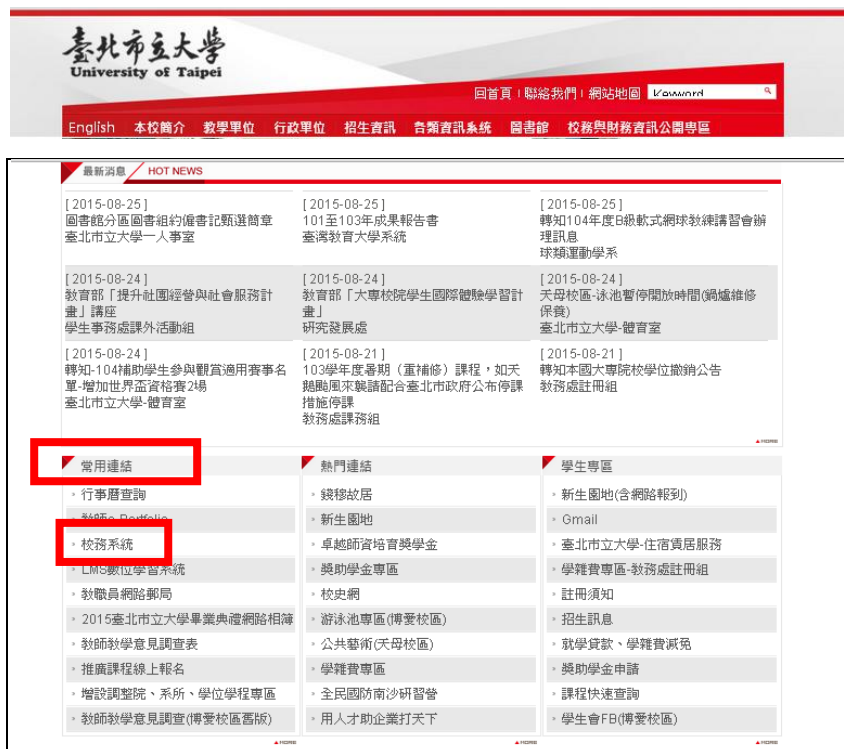 臺北市立大學
University of Taipei
回首頁 | 聯絡我們 | 網站地圖 Keyword
English 本校簡介 教學單位 行政單位 招生資訊 各類資訊系統 圖書館 校務與財務資訊公開專區
最新消息 HOT NEWS
[ 2015-08-25 ]
圖書館分區圖書組約僱書記甄選簡章
臺北市立大學一人事室
[ 2015-08-25 ]
101至103年成果報告書
臺灣教育大學系統
[ 2015-08-25 ]
轉知104年度B級軟式網球教練講習會辦
理訊息
球類運動學系
[ 2015-08-24 ]
教育部「提升社團經營與社會服務計
畫」講座
學生事務處課外活動組
[ 2015-08-24 ]
教育部「大專校院學生國際體驗學習計
畫」
研究發展處
[ 2015-08-24 ]
天母校區-泳池暫停開放時間(鍋爐維修
保養)
臺北市立大學-體育室
[ 2015-08-24 ]
轉知-104補助學生參與觀賞適用賽事名
單-增加世界盃資格賽2場
臺北市立大學-體育室
[ 2015-08-21 ]
103學年度暑期（重補修）課程，如天
鵝颱風來襲請配合臺北市政府公布停課
措施停課
教務處課務組
[ 2015-08-21 ]
轉知本國大專院校學位撤銷公告
教務處註冊組
▲ MORE
常用連結
行事曆查詢
教師e-Portfolio
校務系統
LMS數位學習系統
教職員網路郵局
2015臺北市立大學畢業典禮網路相簿
教師教學意見調查表
推廣課程線上報名
增設調整院、系所、學位學程專區
教師教學意見調查(博愛校區舊版)
▲ MORE
熱門連結
錢穆故居
新生園地
卓越師資培育獎學金
獎助學金專區
校史網
游泳池專區(博愛校區)
公共藝術(天母校區)
學雜費專區
全民國防南沙研習營
用人才助企業打天下
▲ MORE
學生專區
新生園地(含網路報到)
Gmail
臺北市立大學-住宿賃居服務
學雜費專區-教務處註冊組
註冊須知
招生訊息
就學貸款、學雜費減免
獎助學金申請
課程快速查詢
學生會FB(博愛校區)
▲ MORE